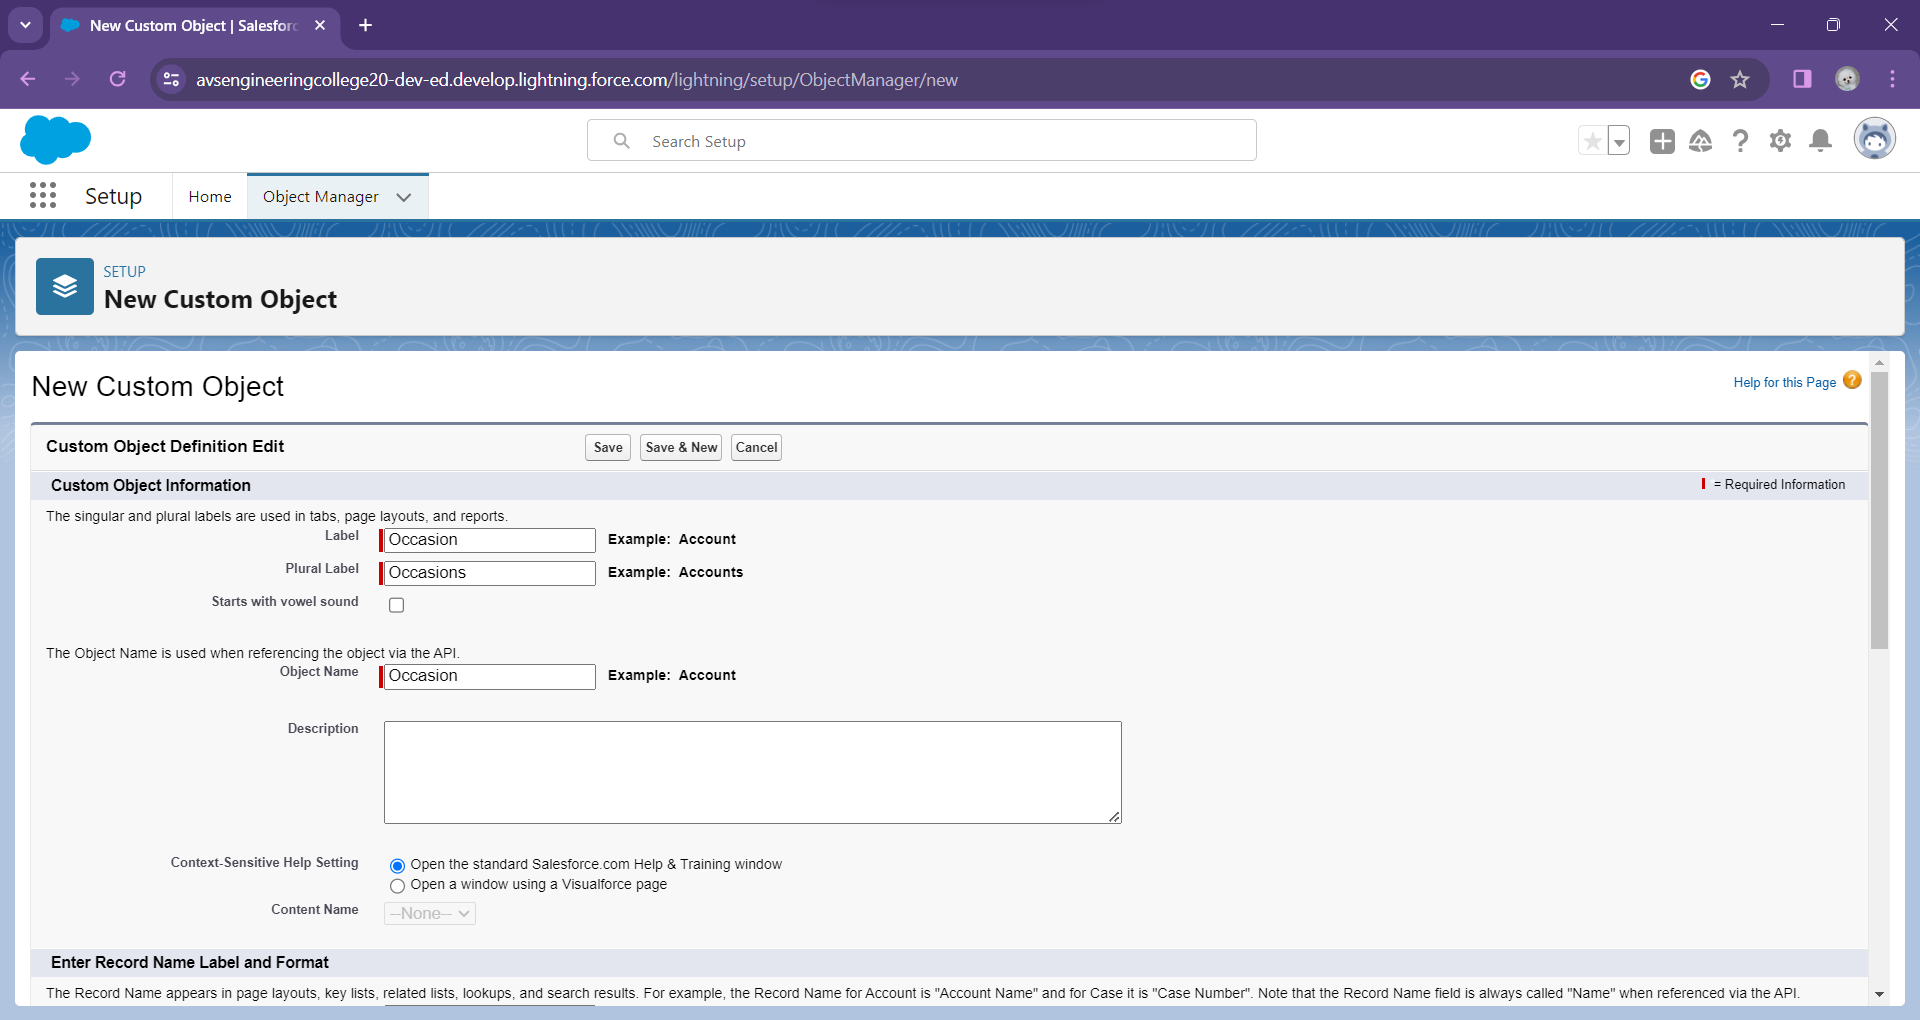 New Custom Object | Salesforc
avsengineeringcollege20-dev-ed.develop.lightning.force.com/lightning/setup/ObjectManager/new
Search Setup
Setup
Home
Object Manager
SETUP
New Custom Object
New Custom Object
Help for this Page
Custom Object Definition Edit
Save
Save & New
Cancel
Custom Object Information
= Required Information
The singular and plural labels are used in tabs, page layouts, and reports.
Label
Occasion
Example: Account
Plural Label
Occasions
Example: Accounts
Starts with vowel sound
The Object Name is used when referencing the object via the API.
Object Name
Occasion
Example: Account
Description
Context-Sensitive Help Setting
Open the standard Salesforce.com Help & Training window
Open a window using a Visualforce page
Content Name
--None--
Enter Record Name Label and Format
The Record Name appears in page layouts, key lists, related lists, lookups, and search results. For example, the Record Name for Account is "Account Name" and for Case it is "Case Number". Note that the Record Name field is always called "Name" when referenced via the API.